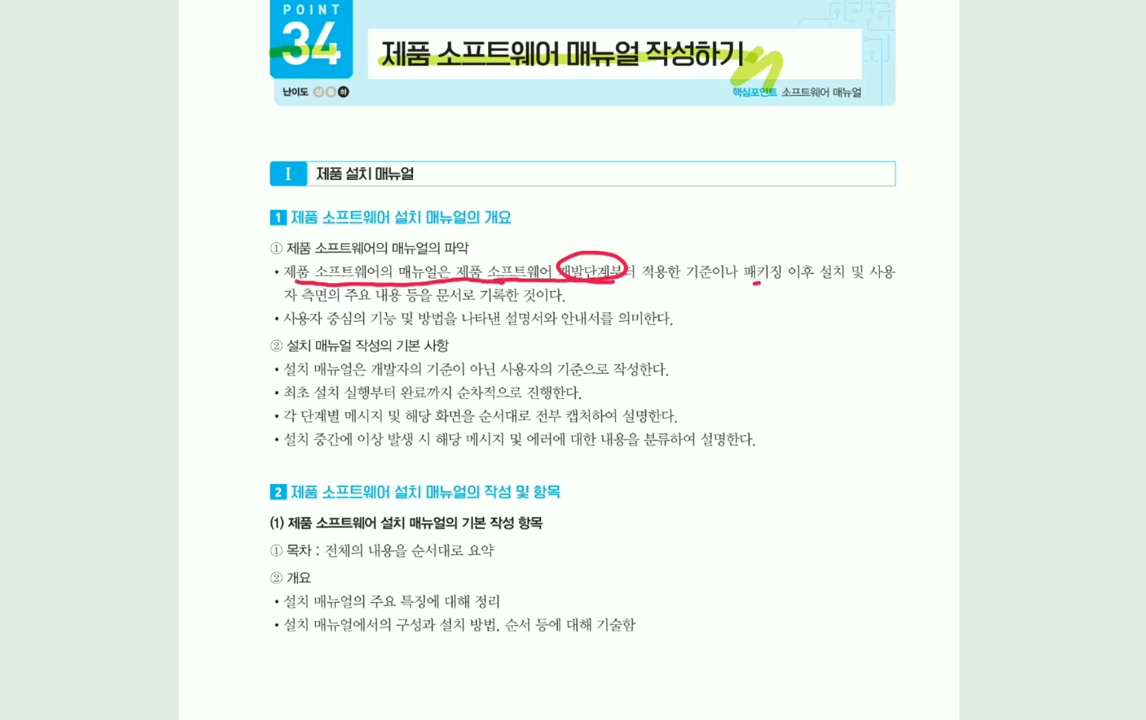 POINT
34
제품 소프트웨어 매뉴얼 작성하기
난이도 상 중 하
핵심포인트 소프트웨어 매뉴얼
I 제품 설치 매뉴얼
1 제품 소프트웨어 설치 매뉴얼의 개요
① 제품 소프트웨어의 매뉴얼의 파악
• 제품 소프트웨어의 매뉴얼은 제품 소프트웨어 개발단계부터 적용한 기준이나 패키징 이후 설치 및 사용
자 측면의 주요 내용 등을 문서로 기록한 것이다.
• 사용자 중심의 기능 및 방법을 나타낸 설명서와 안내서를 의미한다.
② 설치 매뉴얼 작성의 기본 사항
• 설치 매뉴얼은 개발자의 기준이 아닌 사용자의 기준으로 작성한다.
• 최초 설치 실행부터 완료까지 순차적으로 진행한다.
• 각 단계별 메시지 및 해당 화면을 순서대로 전부 캡처하여 설명한다.
• 설치 중간에 이상 발생 시 해당 메시지 및 에러에 대한 내용을 분류하여 설명한다.
2 제품 소프트웨어 설치 매뉴얼의 작성 및 항목
(1) 제품 소프트웨어 설치 매뉴얼의 기본 작성 항목
① 목차 : 전체의 내용을 순서대로 요약
② 개요
• 설치 매뉴얼의 주요 특징에 대해 정리
• 설치 매뉴얼에서의 구성과 설치 방법, 순서 등에 대해 기술함